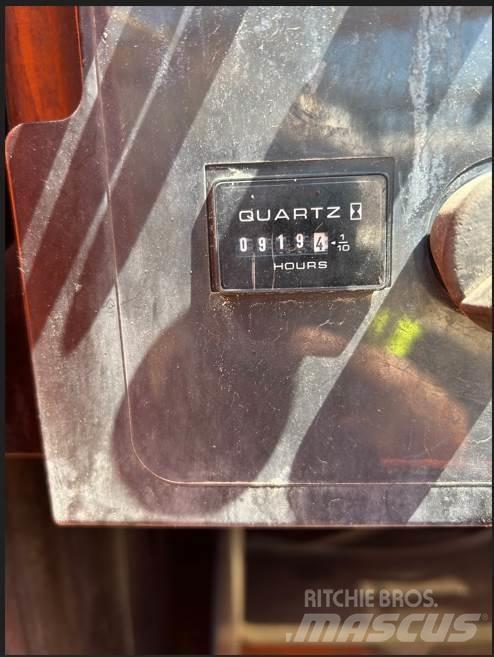 QUARTZ
09194 1/10
HOURS
RITCHIE BROS.
MASCUS